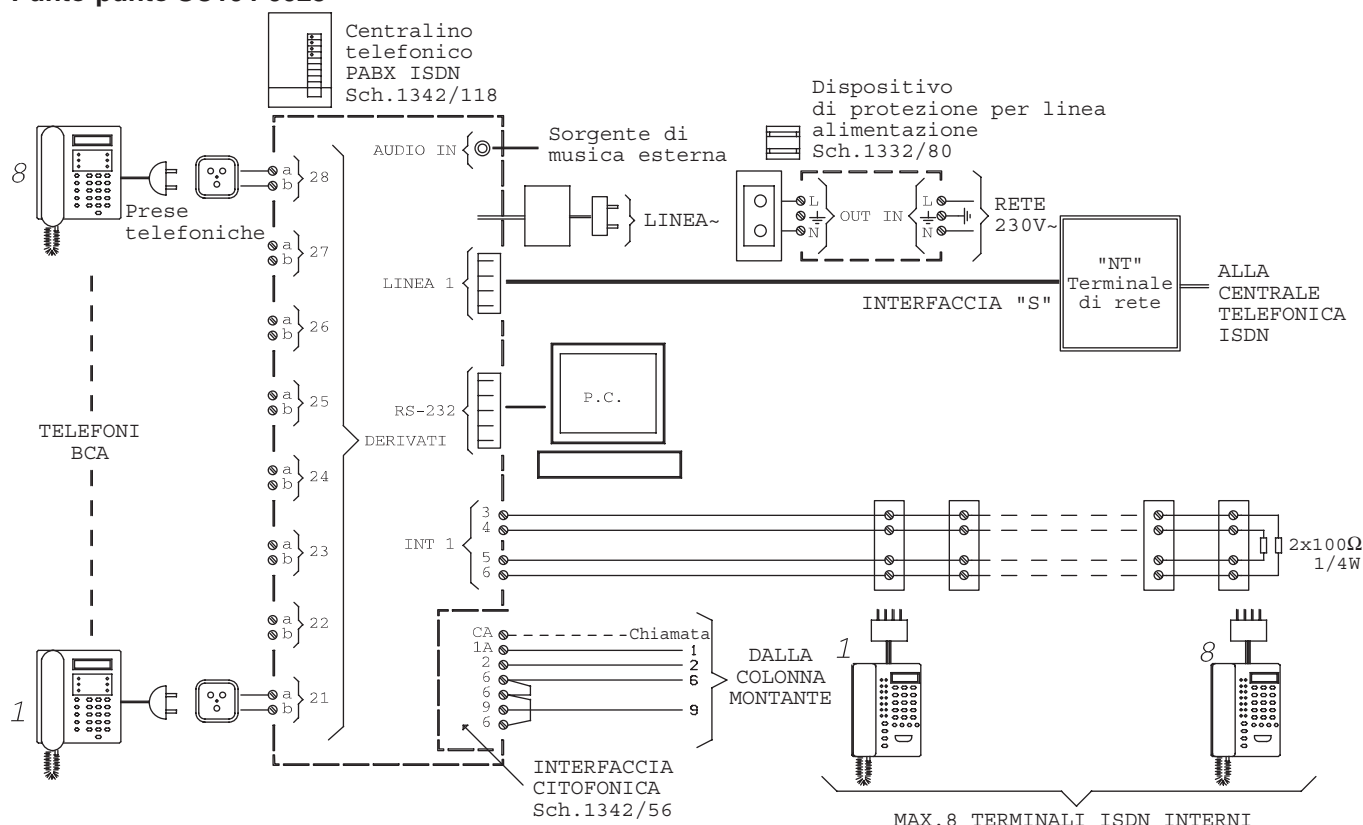 Centralino
telefonico
PABX ISDN
Sch.1342/118
Dispositivo
di protezione per linea
alimentazione
Sch.1332/80
8
Prese
telefoniche
a
b
28
AUDIO IN
Sorgente di
musica esterna
LINEA~
L
N
OUT IN
L
N
RETE
230V~
a
b
27
LINEA 1
INTERFACCIA "S"
"NT"
Terminale
di rete
ALLA
CENTRALE
TELEFONICA
ISDN
a
b
26
a
b
25
RS-232
P.C.
TELEFONI
BCA
DERIVATI
a
b
24
a
b
23
INT 1
3
4
5
6
2x100Ω
1/4W
a
b
22
CA
Chiamata
1A
1
2
2
6
6
6
9
9
6
DALLA
COLONNA
MONTANTE
1
8
1
a
b
21
INTERFACCIA
CITOFONICA
Sch.1342/56
MAX.8 TERMINALI ISDN INTERNI